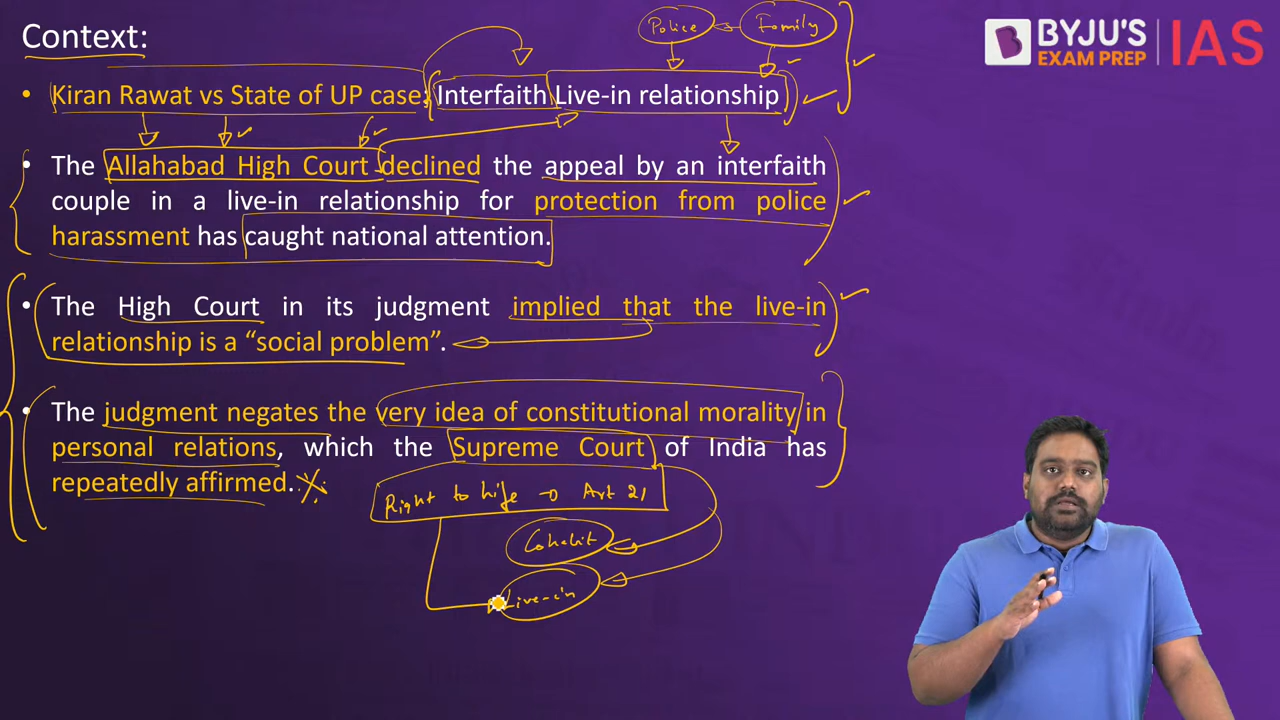 Context:
Police Family
BYJU'S
EXAM PREP
IAS
• Kiran Rawat vs State of UP case: Interfaith Live-in relationship
• The Allahabad High Court declined the appeal by an interfaith
couple in a live-in relationship for protection from police
harassment has caught national attention.
• The High Court in its judgment implied that the live-in
relationship is a “social problem”.
• The judgment negates the very idea of constitutional morality in
personal relations, which the Supreme Court of India has
repeatedly affirmed.
Right to Life → Art 21
Cohabit
Live-in